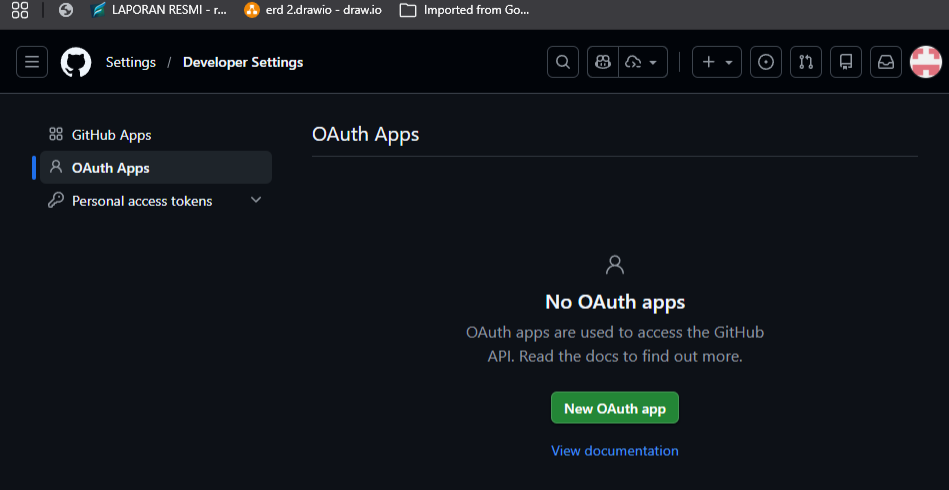 LAPORAN RESMI - r...
erd 2.drawio - draw.io
Imported from Go...
Settings / Developer Settings
GitHub Apps
OAuth Apps
Personal access tokens
OAuth Apps
No OAuth apps
OAuth apps are used to access the GitHub
API. Read the docs to find out more.
New OAuth app
View documentation